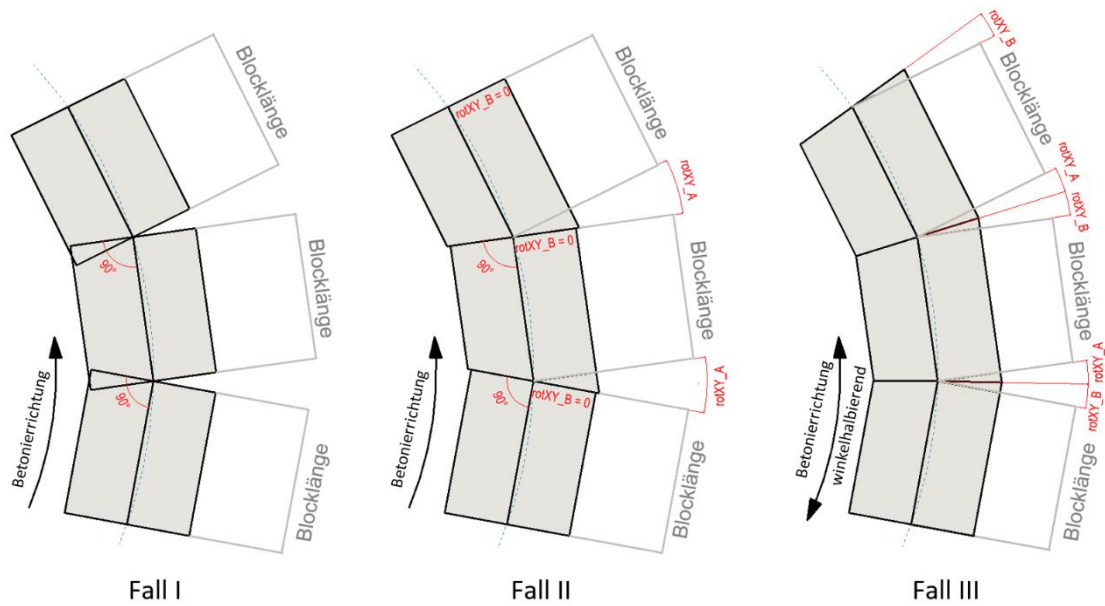 Blocklänge
90°
Blocklänge
90°
Betonierrichtung
Blocklänge
Fall I
rotXY_B = 0
Blocklänge
rotXY_A
rotXY_B = 0
90°
Blocklänge
rotXY_A
90°
rotXY_B = 0
Betonierrichtung
Blocklänge
Fall II
rotXY_B
Blocklänge
rotXY_A
rotXY_B
Blocklänge
rotXY_A
rotXY_B
Betonierrichtung
winkelhalbierend
Blocklänge
Fall III